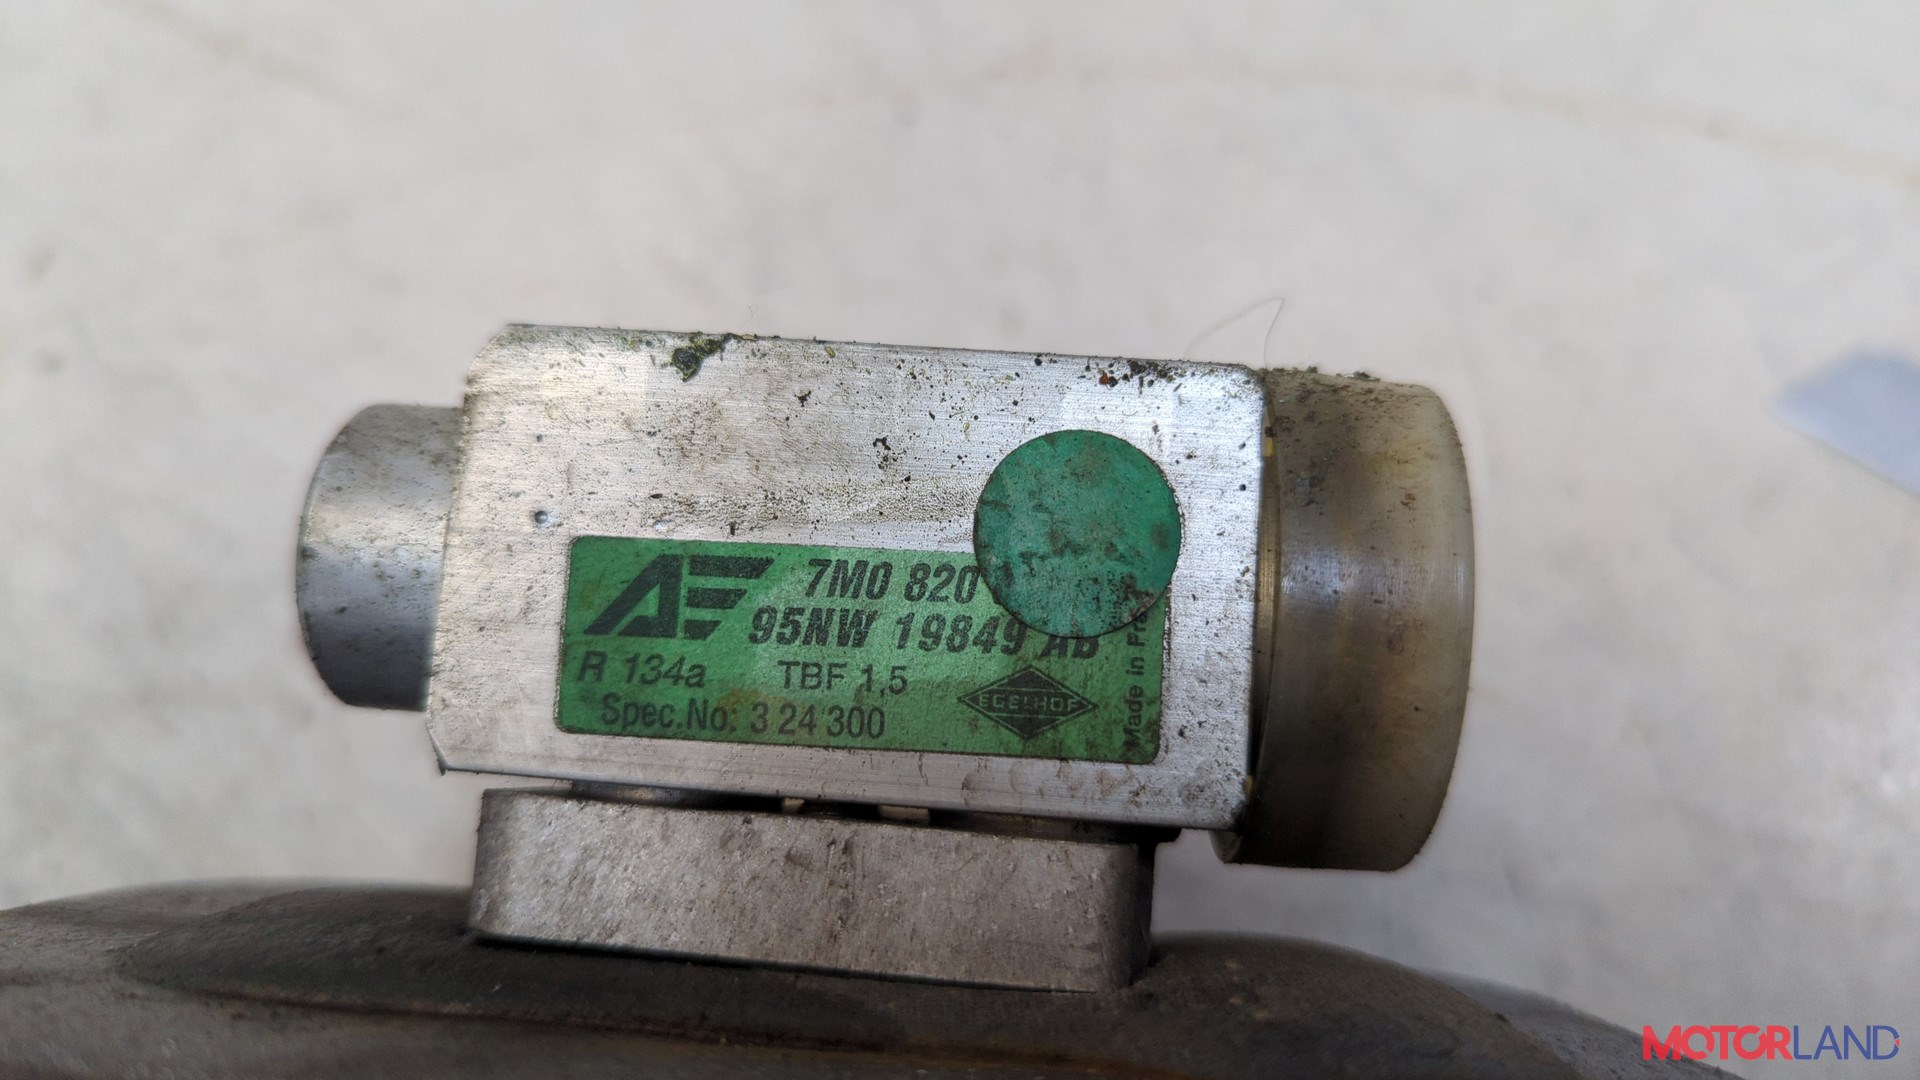 AE 7M0 820
95NW 19849 AB
R 134a TBF 1,5
Spec.No: 3 24 300
EGELHOF
Made in Fra
MOTORLAND